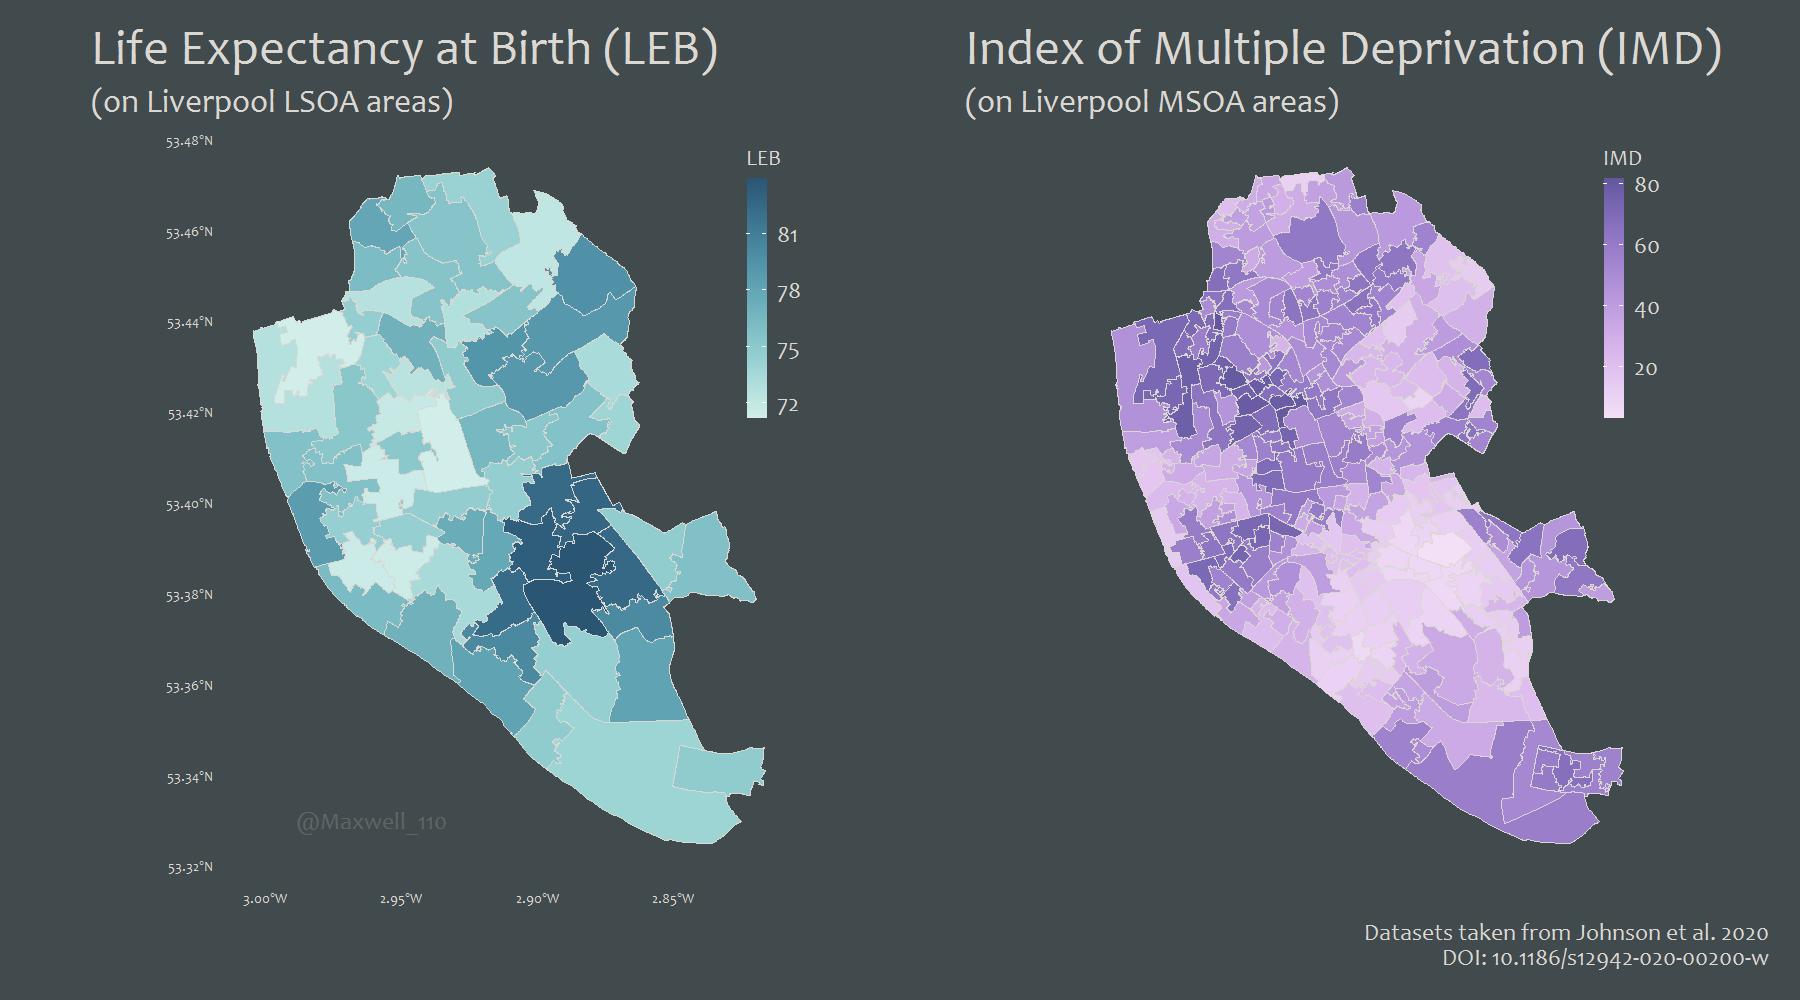 Life Expectancy at Birth (LEB)
(on Liverpool LSOA areas)
Index of Multiple Deprivation (IMD)
(on Liverpool MSOA areas)
53.48°N
53.46°N
53.44°N
53.42°N
53.40°N
53.38°N
53.36°N
53.34°N
53.32°N
3.00°W
2.95°W
2.90°W
2.85°W
LEB
81
78
75
72
@Maxwell_110
IMD
80
60
40
20
Datasets taken from Johnson et al. 2020
DOI: 10.1186/s12942-020-00200-w